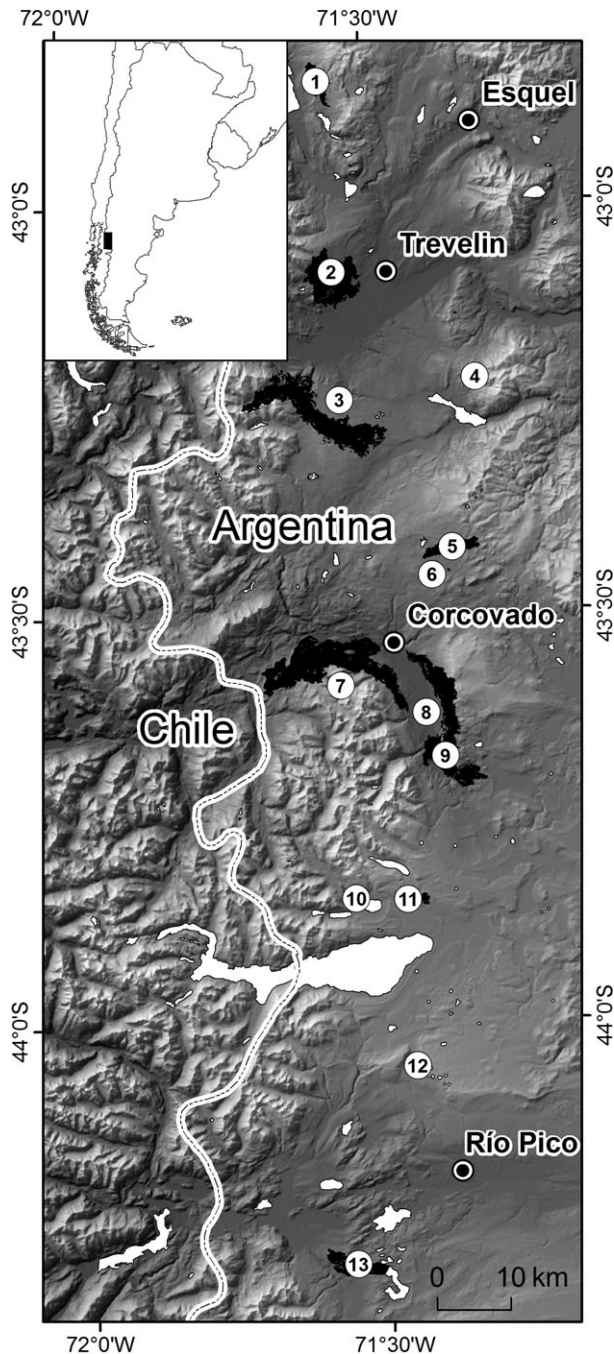 72°0'W 71°30'W
1
Esquel
43°0'S 43°0'S
2
Trevelin
3
4
Argentina
5
6
43°30'S 43°30'S
Corcovado
7
8
Chile
9
10 11
44°0'S 44°0'S
12
Río Pico
13
0 10 km
72°0'W 71°30'W